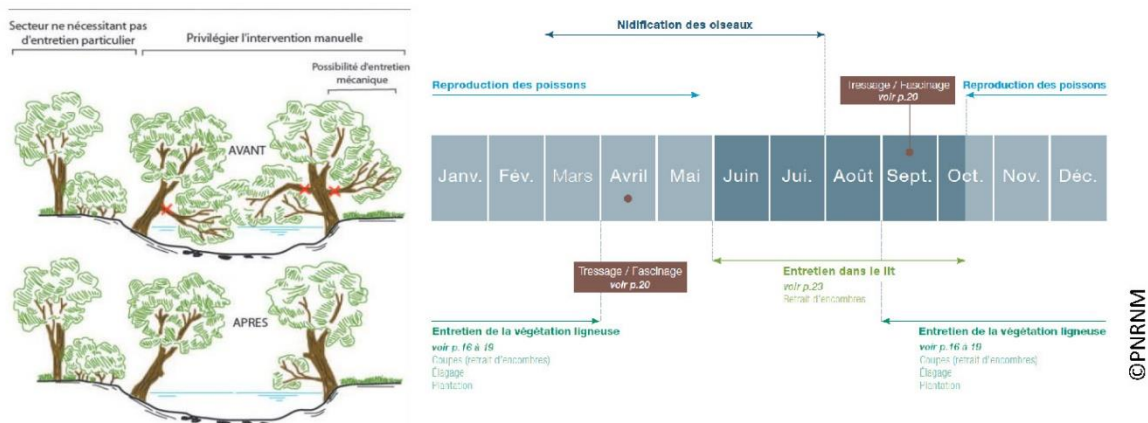 Secteur ne nécessitant pas
d'entretien particulier
Privilégier l'intervention manuelle
Possibilité d'entretien
mécanique
AVANT
APRES
Nidification des oiseaux
Reproduction des poissons
Tressage / Fascinage
voir p.20
Reproduction des poissons
Janv.
Fév.
Mars
Avril
Mai
Juin
Jui.
Août
Sept.
Oct.
Nov.
Déc.
Tressage / Fascinage
voir p.20
Entretien dans le lit
voir p.23
Retrait d'encombres
Entretien de la végétation ligneuse
voir p.16 à 19
Coupes (retrait d'encombres)
Élagage
Plantation
Entretien de la végétation ligneuse
voir p.16 à 19
Coupes (retrait d'encombres)
Élagage
Plantation
©PNRNM